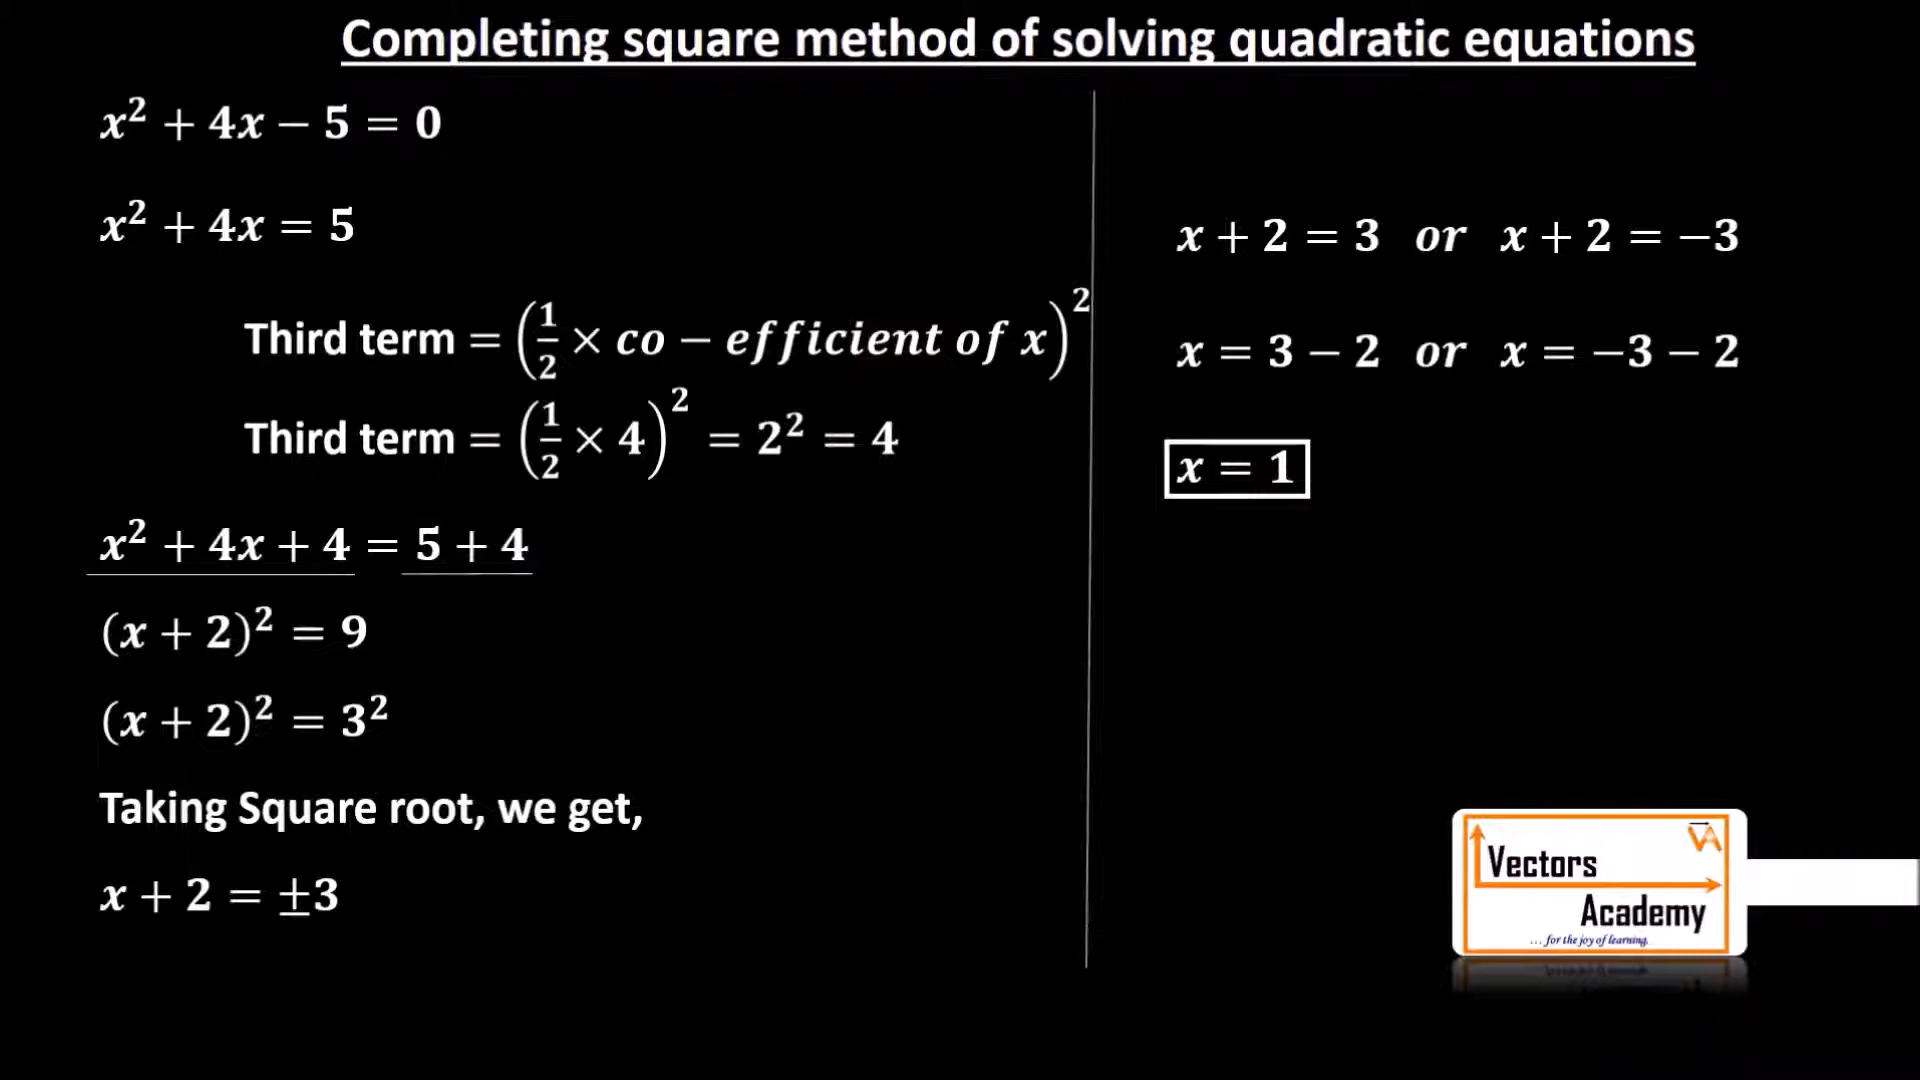 Completing square method of solving quadratic equations
x² + 4x − 5 = 0
x² + 4x = 5
Third term = (1/2 × co − efficient of x)²
Third term = (1/2 × 4)² = 2² = 4
x² + 4x + 4 = 5 + 4
(x + 2)² = 9
(x + 2)² = 3²
Taking Square root, we get,
x + 2 = ±3
x + 2 = 3 or x + 2 = −3
x = 3 − 2 or x = −3 − 2
x = 1
VA
Vectors
Academy
... for the joy of learning.